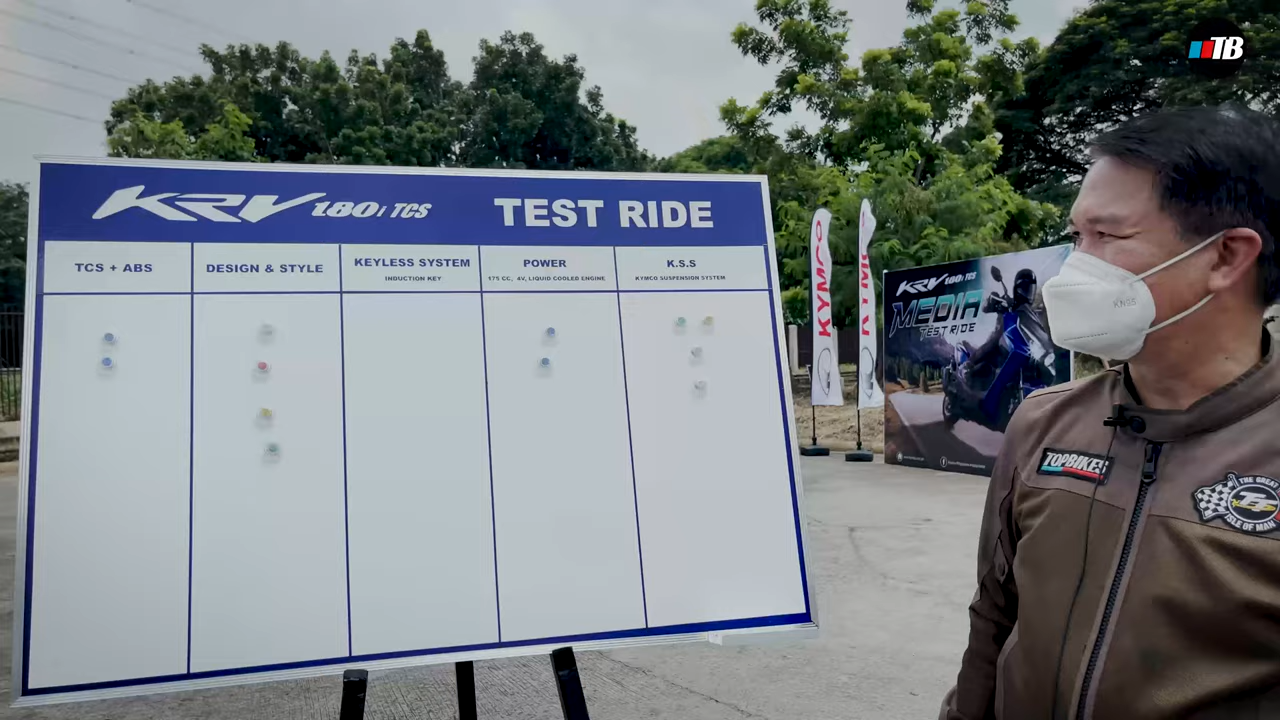 TB
KRV 180i TCS
TEST RIDE
TCS + ABS
DESIGN & STYLE
KEYLESS SYSTEM
INDUCTION KEY
POWER
175 CC, 4V, LIQUID COOLED ENGINE
K.S.S
KYMCO SUSPENSION SYSTEM
KYMCO
KYMCO
KRV 180i TCS
MEDIA
TEST RIDE
KN95
TOPBIKES
THE GREAT
TT
ISLE OF MAN